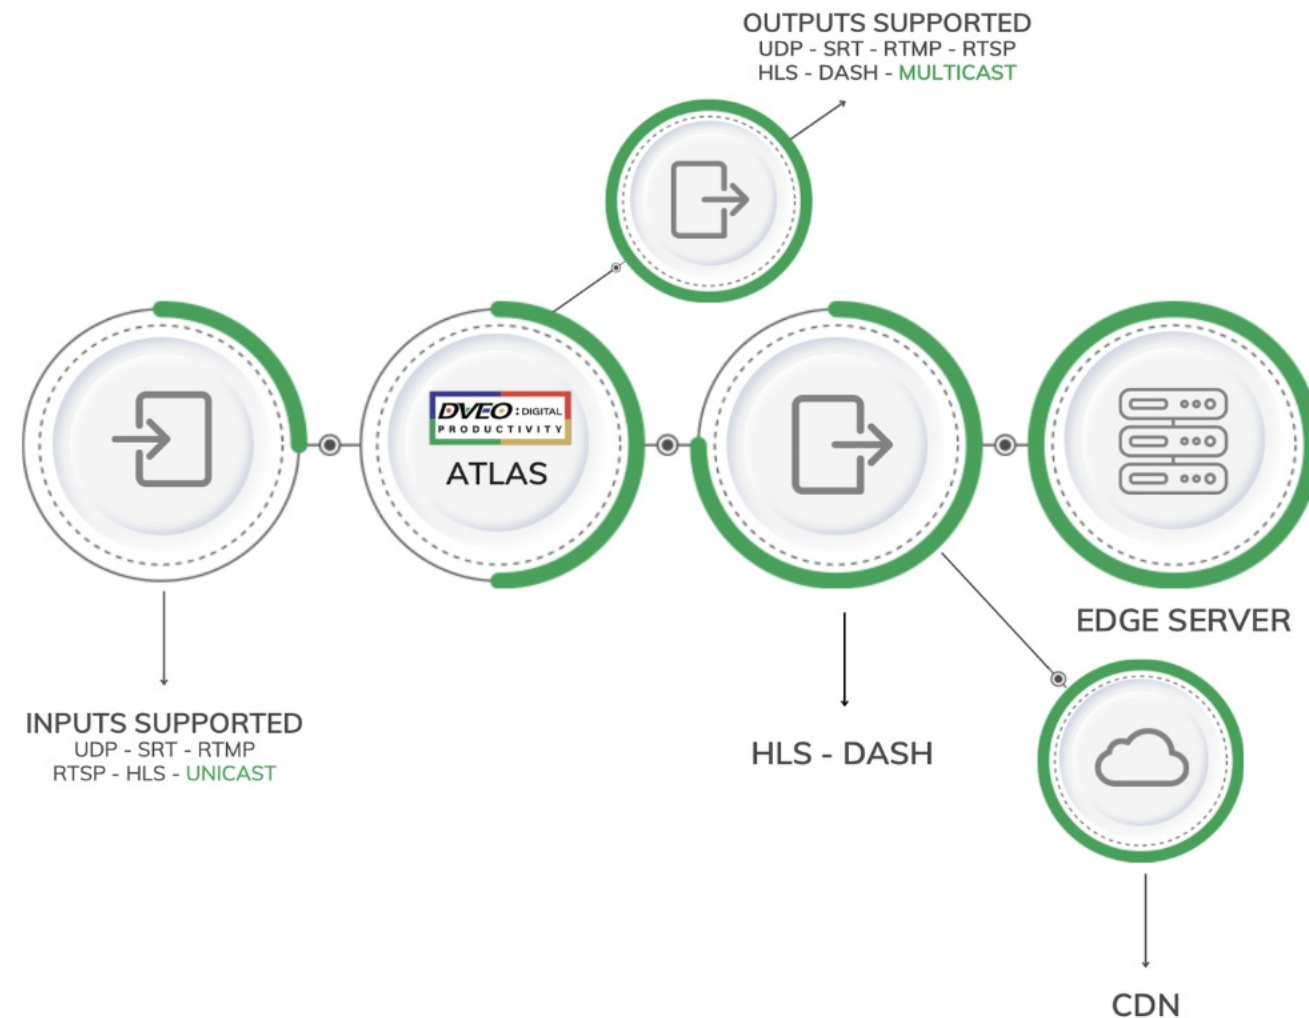 OUTPUTS SUPPORTED
UDP - SRT - RTMP - RTSP
HLS - DASH - MULTICAST
DVEO : DIGITAL
PRODUCTIVITY
ATLAS
EDGE SERVER
INPUTS SUPPORTED
UDP - SRT - RTMP
RTSP - HLS - UNICAST
HLS - DASH
CDN